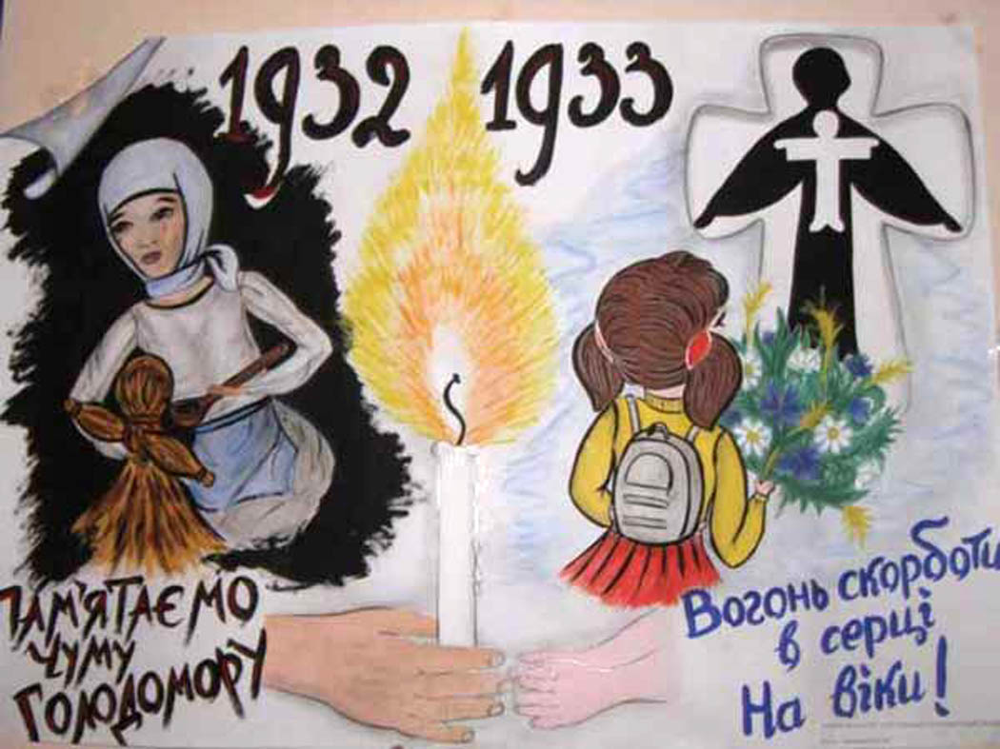 1932 1933
Пам'ятаємо
чуму
голодомору
Вогонь скорботи
в серці
На віки!